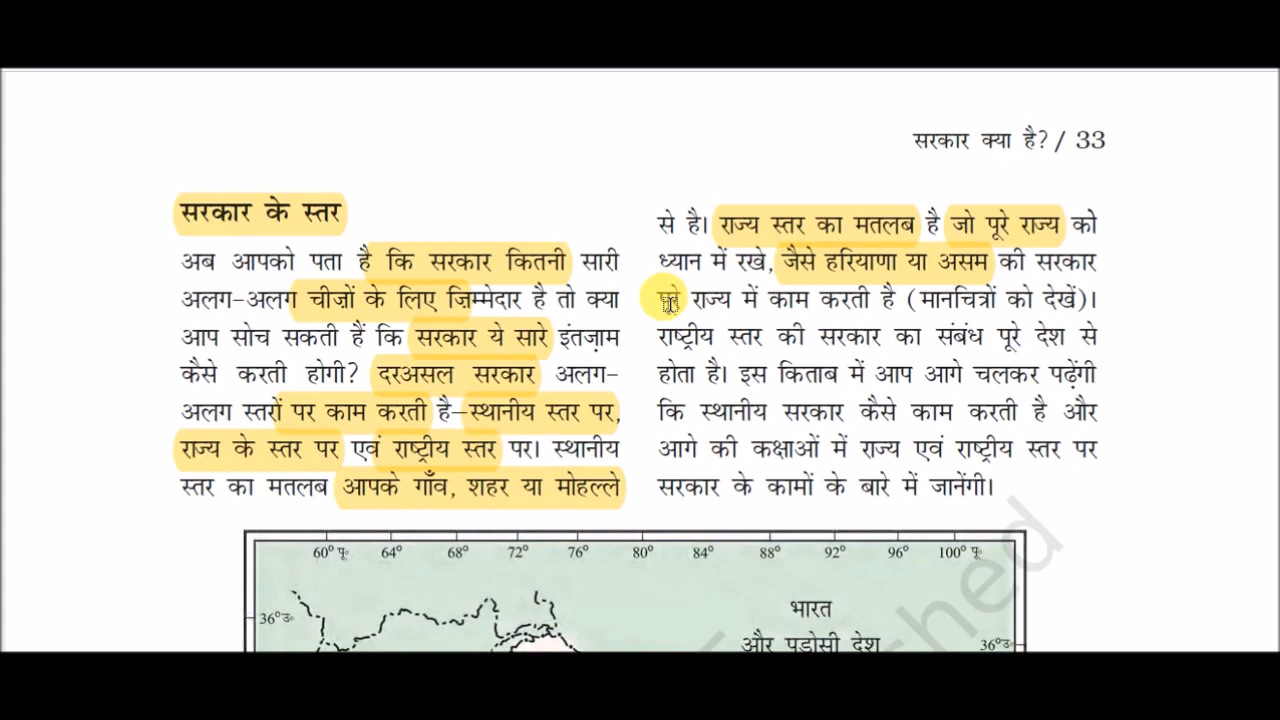 सरकार क्या है? / 33
सरकार के स्तर
अब आपको पता है कि सरकार कितनी सारी
अलग-अलग चीज़ों के लिए ज़िम्मेदार है तो क्या
आप सोच सकती हैं कि सरकार ये सारे इंतज़ाम
कैसे करती होगी? दरअसल सरकार अलग-
अलग स्तरों पर काम करती है–स्थानीय स्तर पर,
राज्य के स्तर पर एवं राष्ट्रीय स्तर पर। स्थानीय
स्तर का मतलब आपके गाँव, शहर या मोहल्ले
से है। राज्य स्तर का मतलब है जो पूरे राज्य को
ध्यान में रखे, जैसे हरियाणा या असम की सरकार
पूरे राज्य में काम करती है (मानचित्रों को देखें)।
राष्ट्रीय स्तर की सरकार का संबंध पूरे देश से
होता है। इस किताब में आप आगे चलकर पढ़ेंगी
कि स्थानीय सरकार कैसे काम करती है और
आगे की कक्षाओं में राज्य एवं राष्ट्रीय स्तर पर
सरकार के कामों के बारे में जानेंगी।
60° पू॰ 64° 68° 72° 76° 80° 84° 88° 92° 96° 100° पू॰
36°उ॰
भारत
और पड़ोसी देश
36°उ॰
hed